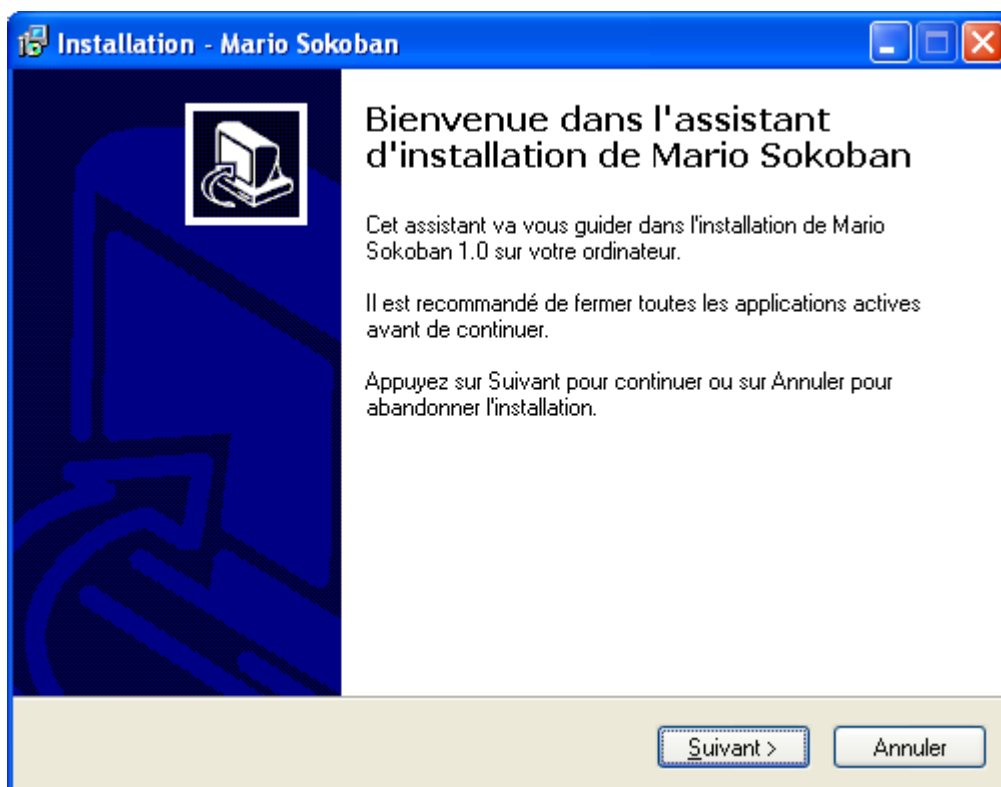 Installation - Mario Sokoban
Bienvenue dans l'assistant
d'installation de Mario Sokoban
Cet assistant va vous guider dans l'installation de Mario
Sokoban 1.0 sur votre ordinateur.
Il est recommandé de fermer toutes les applications actives
avant de continuer.
Appuyez sur Suivant pour continuer ou sur Annuler pour
abandonner l'installation.
Suivant >
Annuler